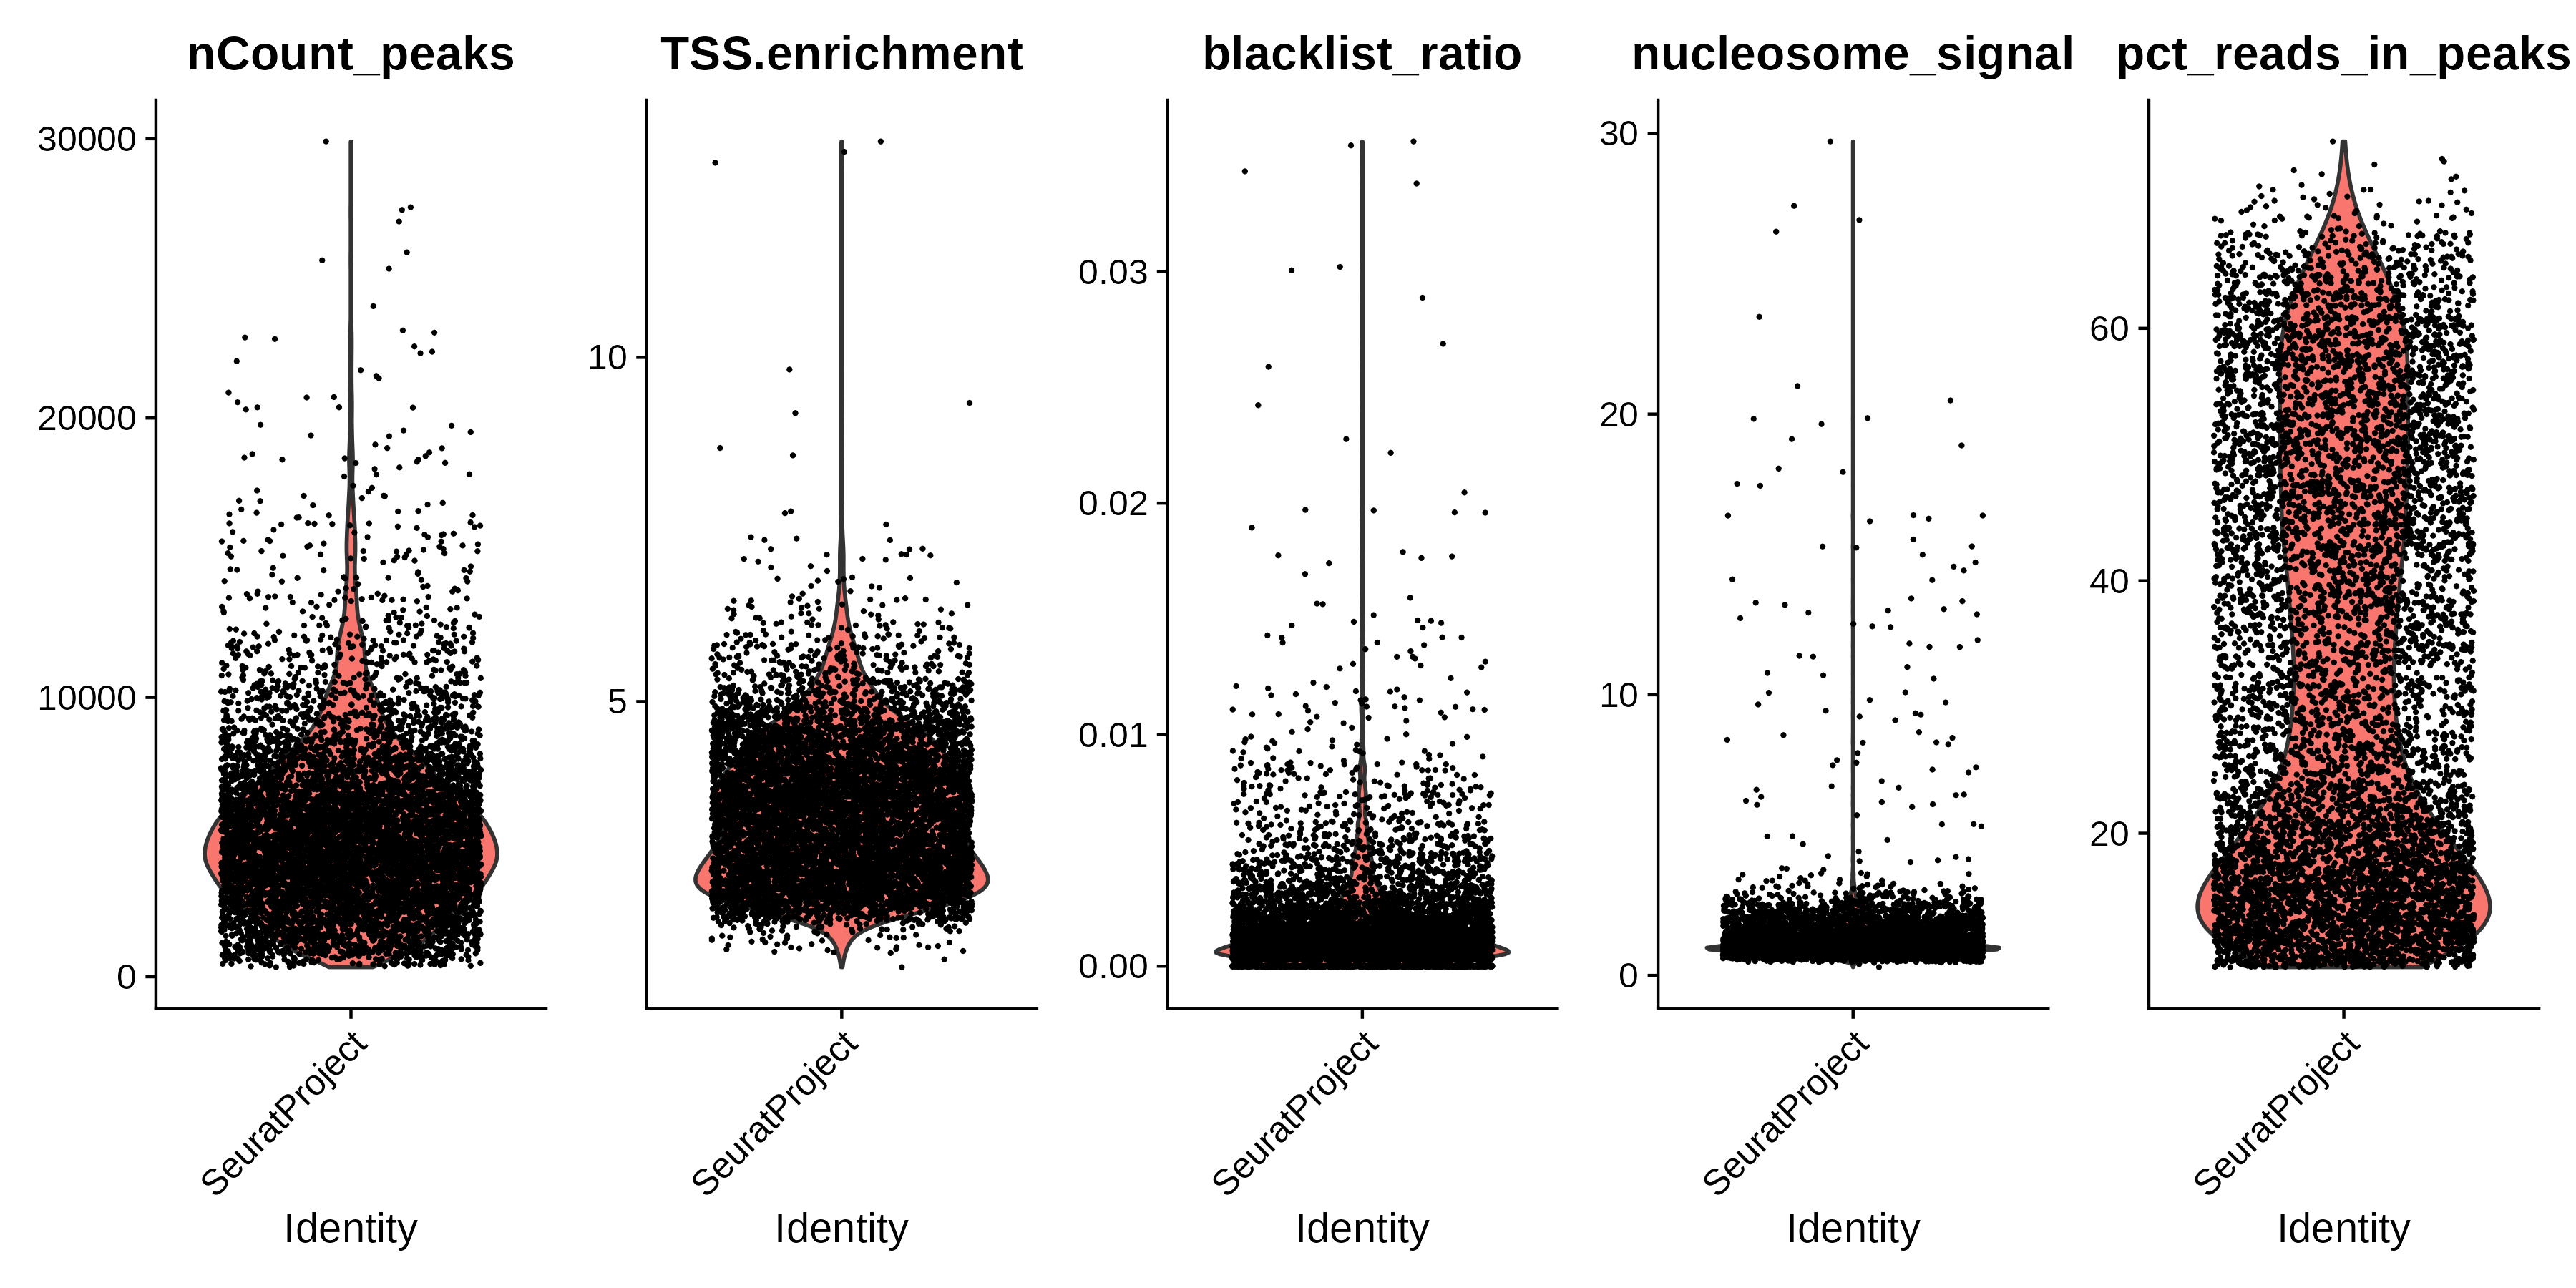 nCount_peaks
30000
20000
10000
0
SeuratProject
Identity
TSS.enrichment
10
5
SeuratProject
Identity
blacklist_ratio
0.03
0.02
0.01
0.00
SeuratProject
Identity
nucleosome_signal
30
20
10
0
SeuratProject
Identity
pct_reads_in_peaks
60
40
20
SeuratProject
Identity